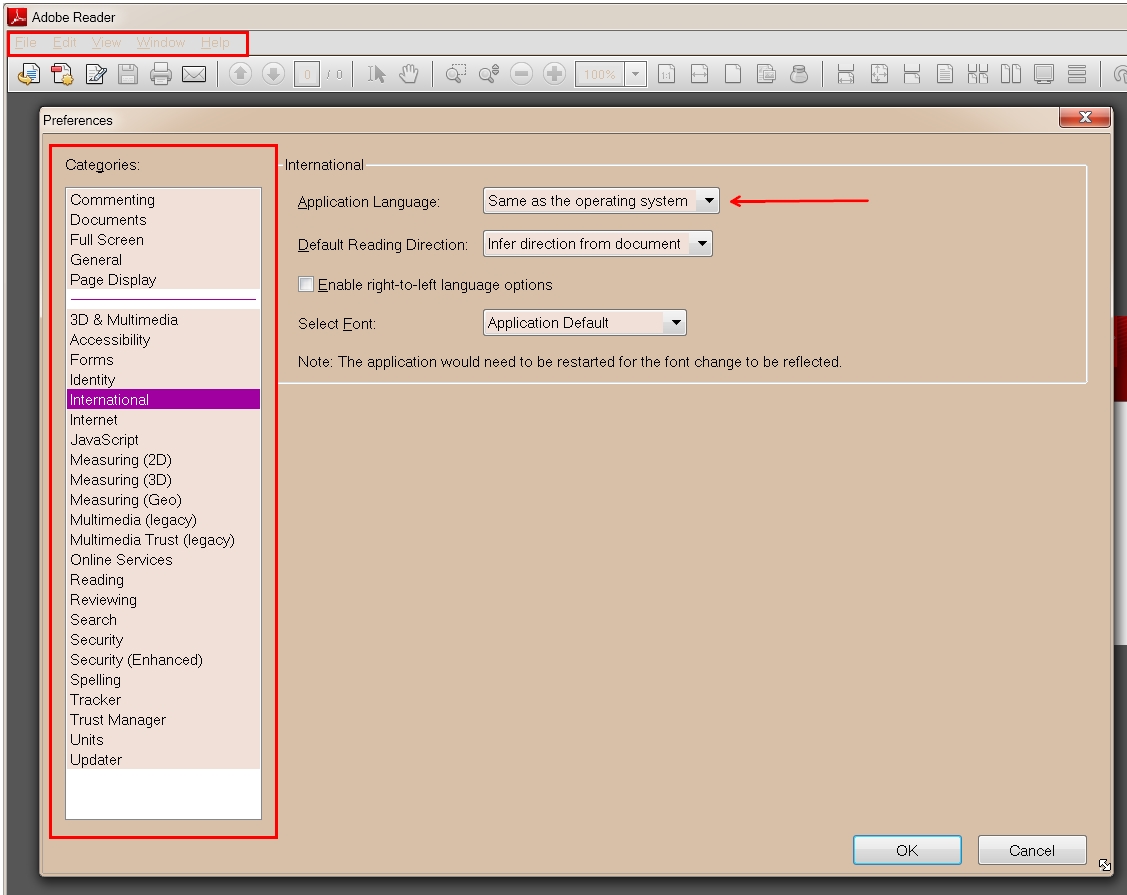 Adobe Reader
File Edit View Window Help
0 / 0 100% 1:1
Preferences
Categories:
Commenting
Documents
Full Screen
General
Page Display
3D & Multimedia
Accessibility
Forms
Identity
International
Internet
JavaScript
Measuring (2D)
Measuring (3D)
Measuring (Geo)
Multimedia (legacy)
Multimedia Trust (legacy)
Online Services
Reading
Reviewing
Search
Security
Security (Enhanced)
Spelling
Tracker
Trust Manager
Units
Updater
International
Application Language: Same as the operating system
Default Reading Direction: Infer direction from document
Enable right-to-left language options
Select Font: Application Default
Note: The application would need to be restarted for the font change to be reflected.
OK Cancel